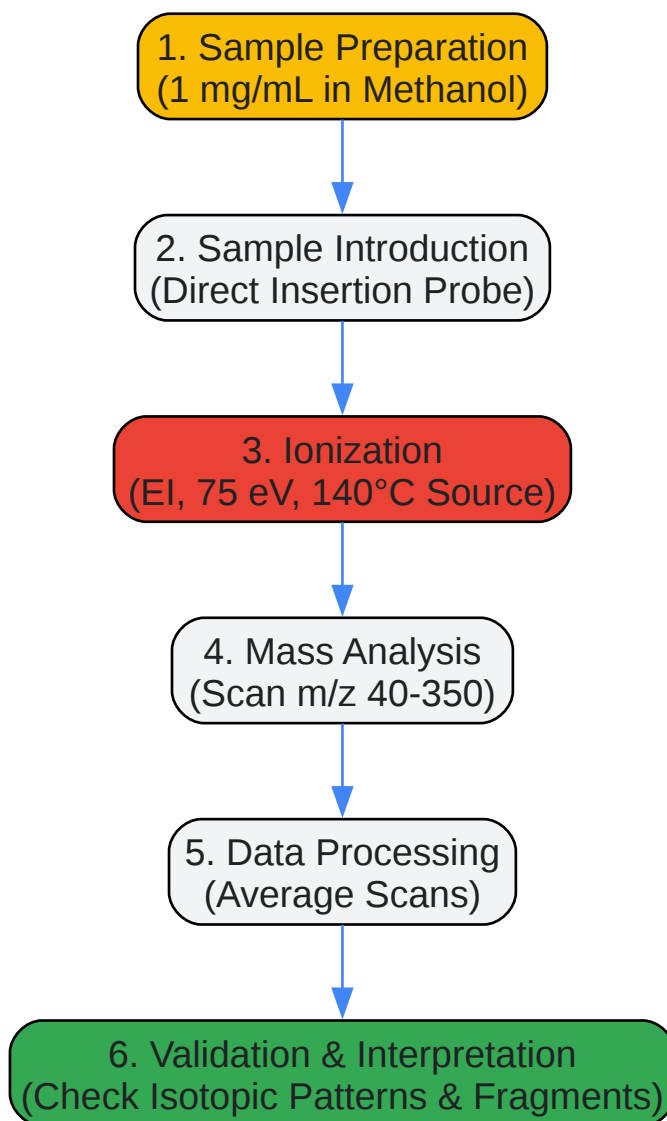 1. Sample Preparation
(1 mg/mL in Methanol)
2. Sample Introduction
(Direct Insertion Probe)
3. Ionization
(EI, 75 eV, 140°C Source)
4. Mass Analysis
(Scan m/z 40-350)
5. Data Processing
(Average Scans)
6. Validation & Interpretation
(Check Isotopic Patterns & Fragments)